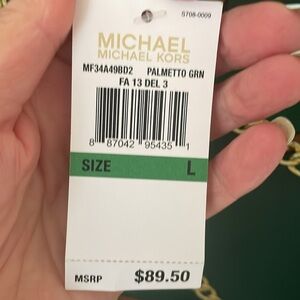 5708-0009
MICHAEL
MICHAEL KORS
MF34A49BD2 PALMETTO GRN
FA 13 DEL 3
8 87042 95435 1
SIZE L
MSRP $89.50